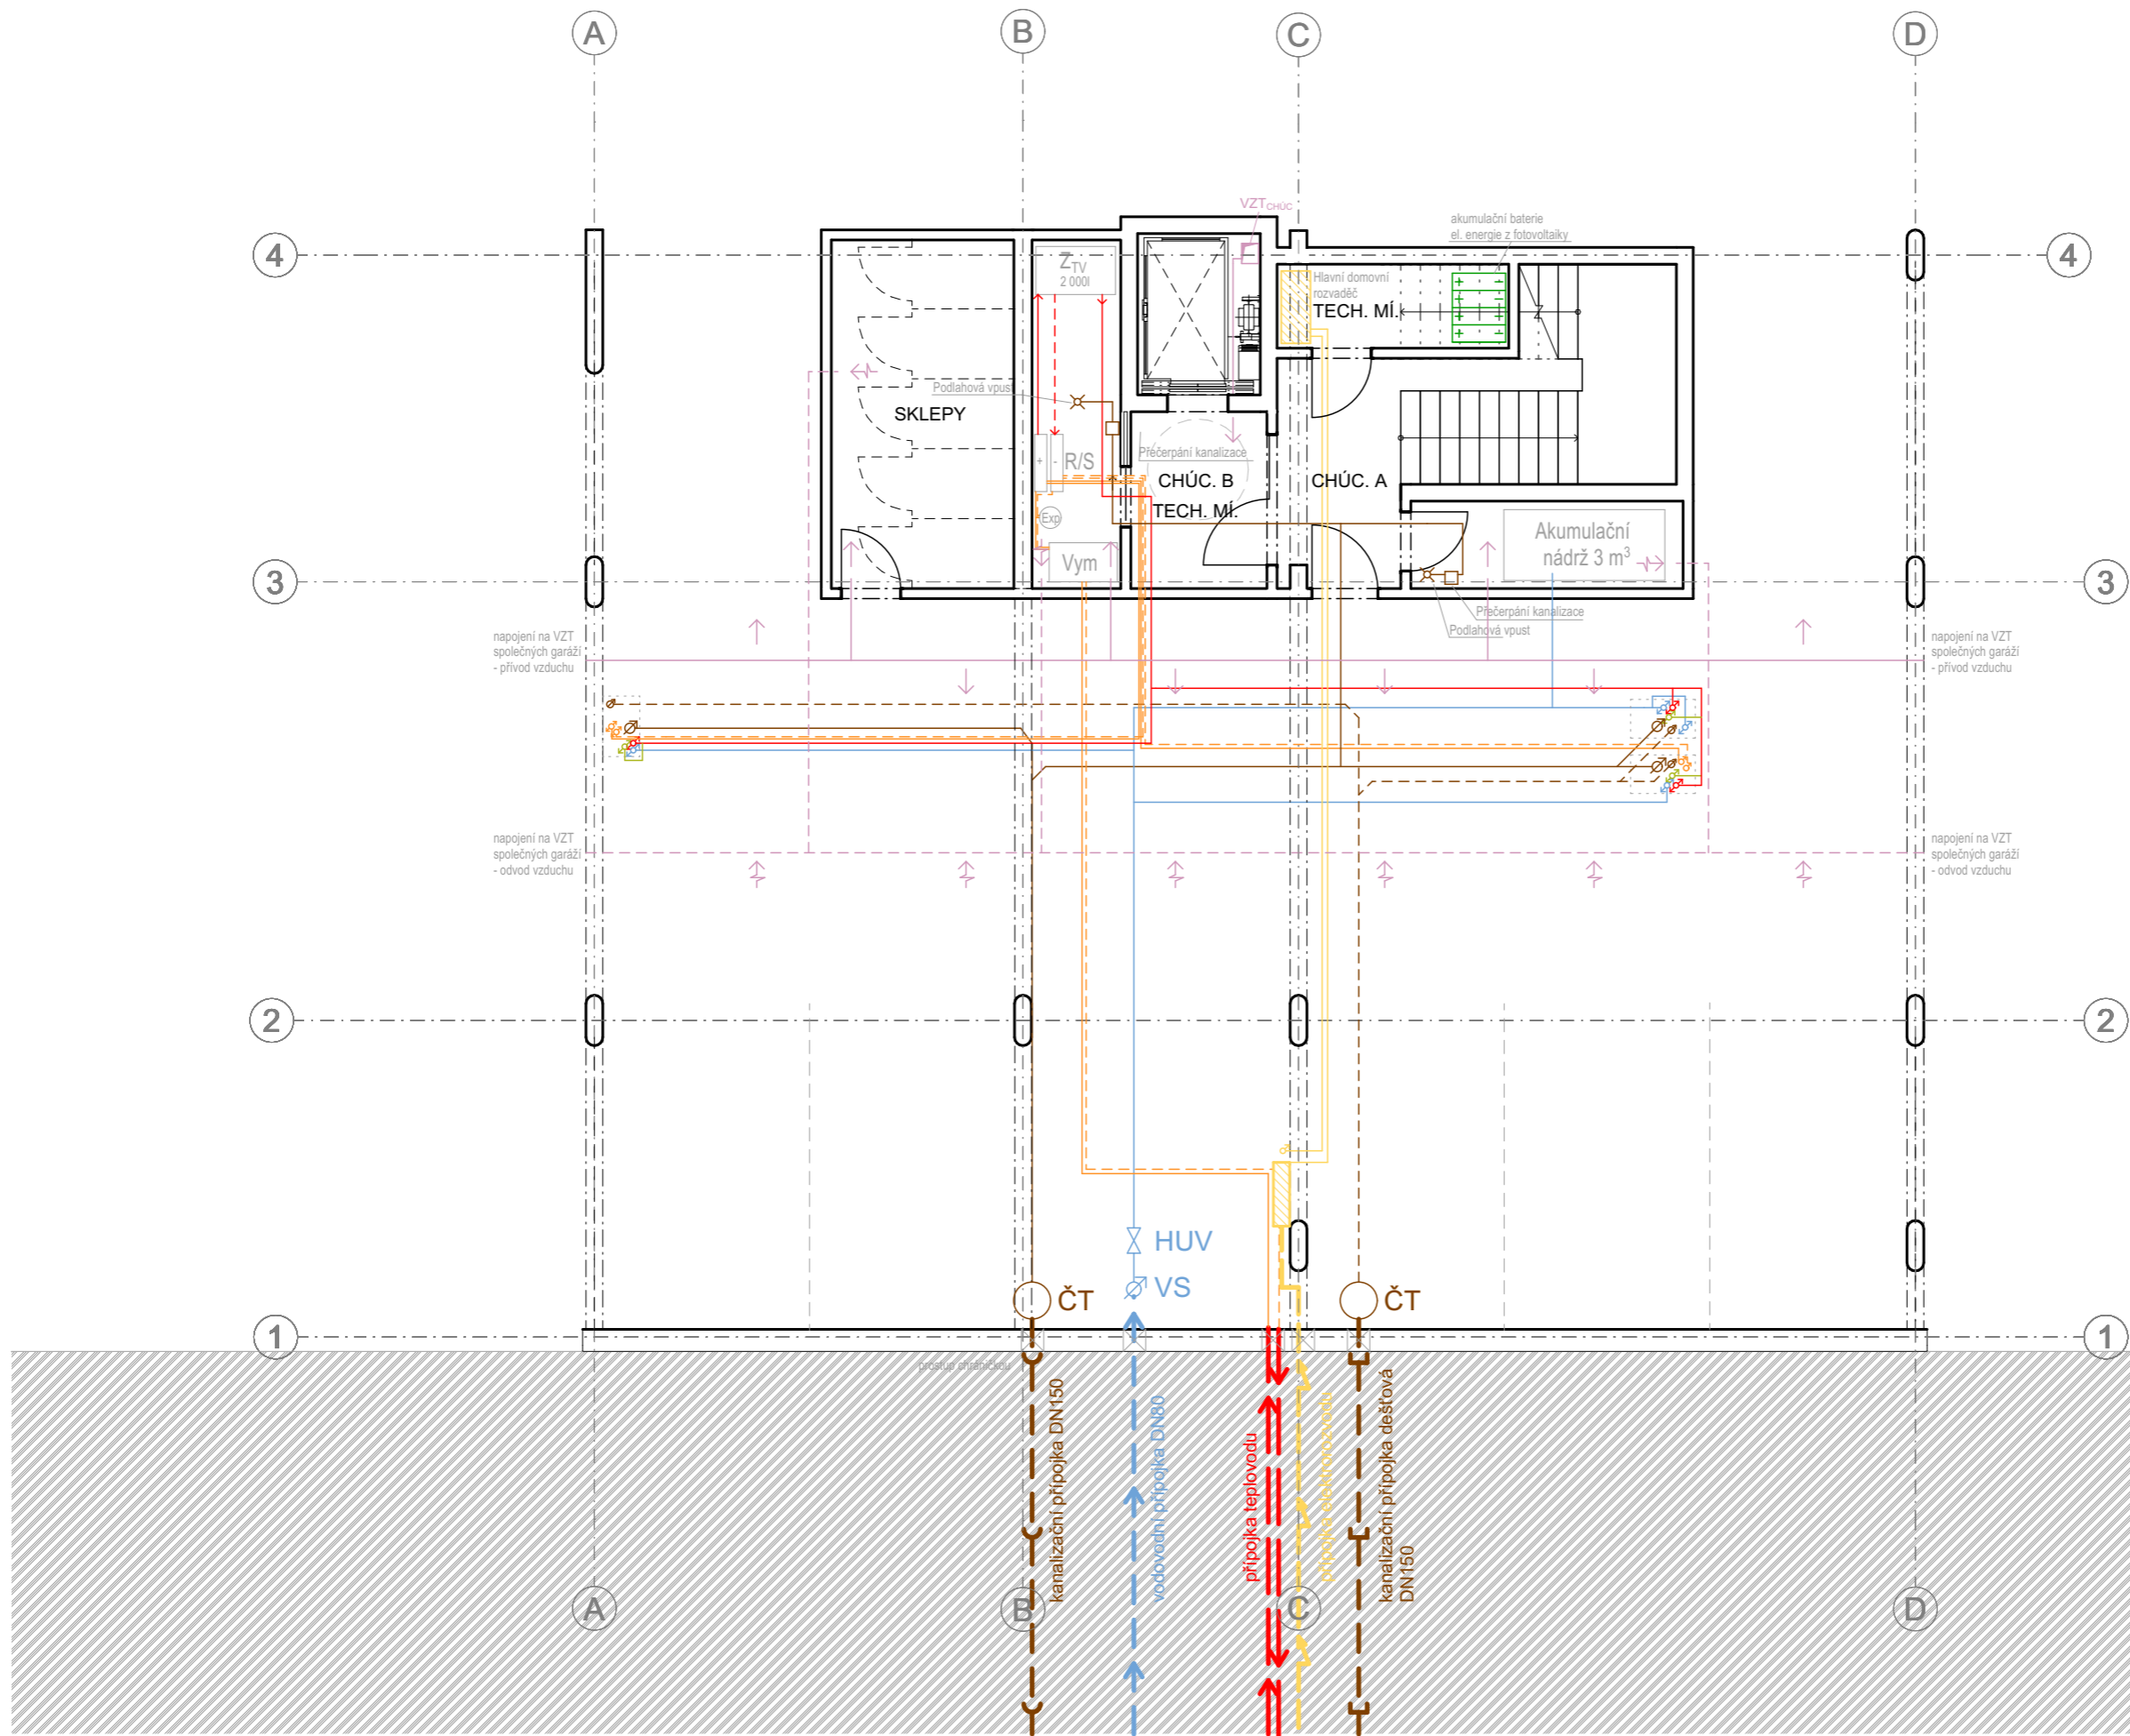 A
B
C
D
VZT CHÚC
akumulační baterie
el. energie z fotovoltaiky
4
4
Z TV
2 000l
Hlavní domovní
rozvaděč
TECH. MÍ.
Podlahová vpust
SKLEPY
+
-
R/S
Přečerpání kanalizace
CHÚC. B
TECH. MÍ.
CHÚC. A
Exp
Vym
Akumulační
nádrž 3 m³
3
3
Přečerpání kanalizace
Podlahová vpust
napojení na VZT
společných garáží
- přívod vzduchu
napojení na VZT
společných garáží
- přívod vzduchu
napojení na VZT
společných garáží
- odvod vzduchu
napojení na VZT
společných garáží
- odvod vzduchu
2
2
HUV
VS
ČT
ČT
1
1
prostup chráničkou
kanalizační přípojka DN150
vodovodní přípojka DN80
přípojka teplovodu
přípojka elektrorozvodu
kanalizační přípojka dešťová
DN150
A
B
C
D